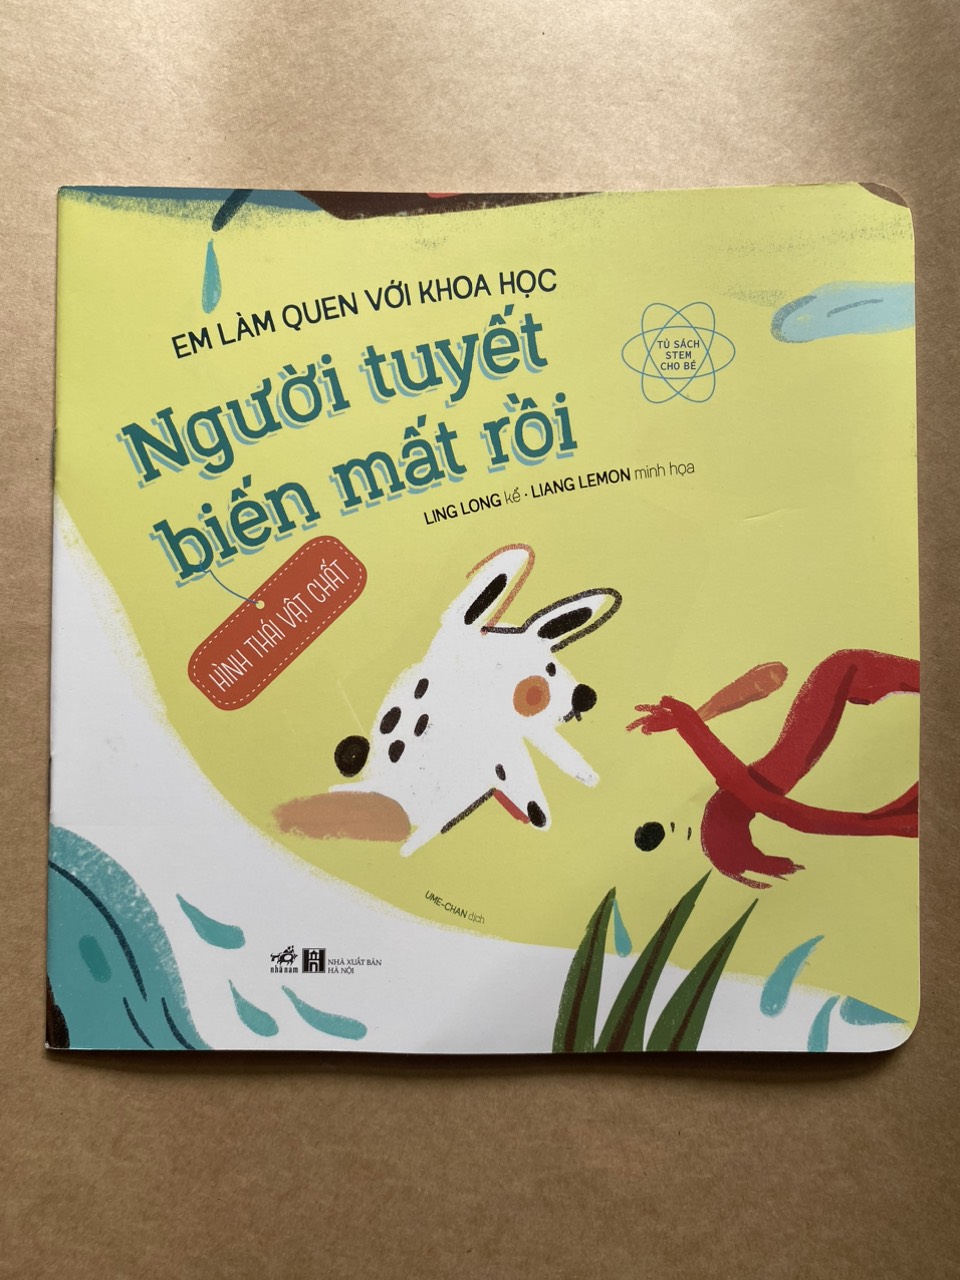 EM LÀM QUEN VỚI KHOA HỌC
Người tuyết
biến mất rồi
TỦ SÁCH
STEM
CHO BÉ
LING LONG kể · LIANG LEMON minh họa
HÌNH THÁI VẬT CHẤT
UME-CHAN dịch
nhã nam
NHÀ XUẤT BẢN
HÀ NỘI